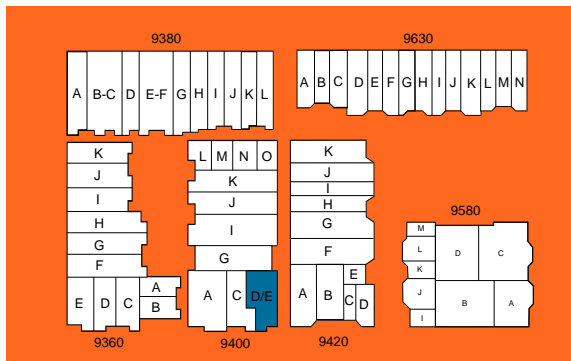 9380
9630
A B-C D E-F G H I J K L
A B C D E F G H I J K L M N
K
J
I
H
G
F
E D C A
B
9360
L M N O
K
J
I
G
A C D/E
9400
K
J
I
H
G
F
E
A B C D
9420
9580
M
L
K
J
I
D C
B A